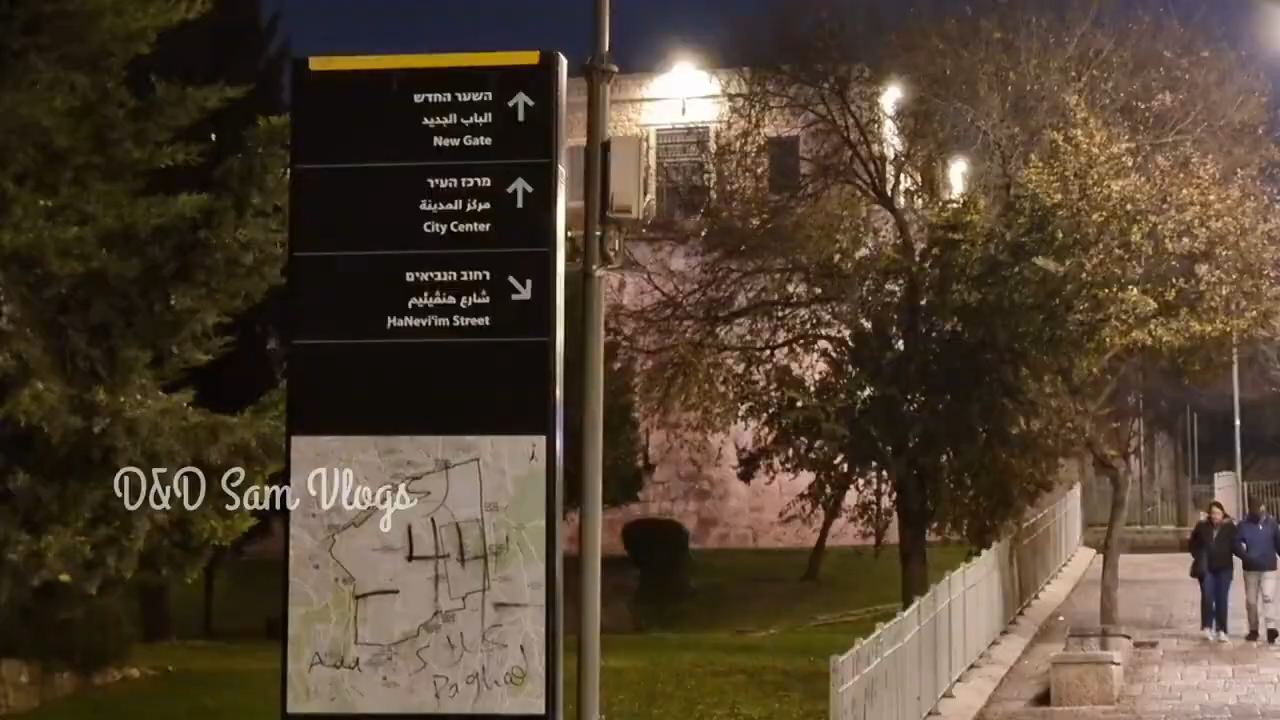 השער החדש
الباب الجديد
New Gate
מרכז העיר
مركز المدينة
City Center
רחוב הנביאים
شارع هنڤيئيم
HaNevi'im Street
D&D Sam Vlogs
Add